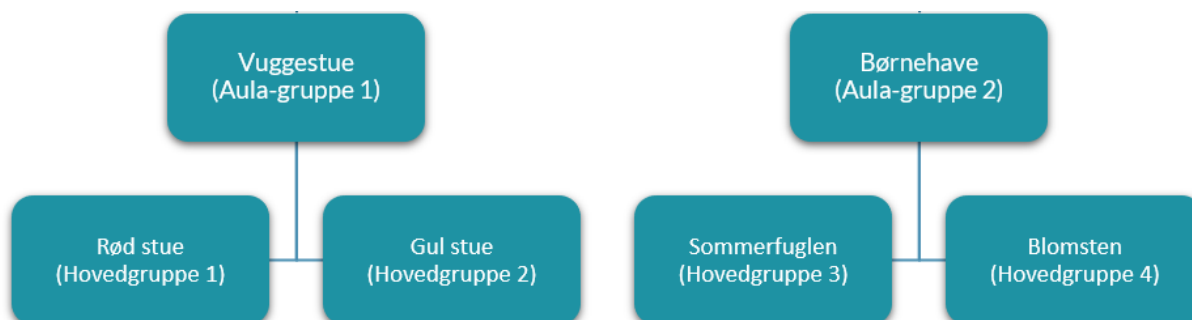 Vuggestue
(Aula-gruppe 1)
Børnehave
(Aula-gruppe 2)
Rød stue
(Hovedgruppe 1)
Gul stue
(Hovedgruppe 2)
Sommerfuglen
(Hovedgruppe 3)
Blomsten
(Hovedgruppe 4)